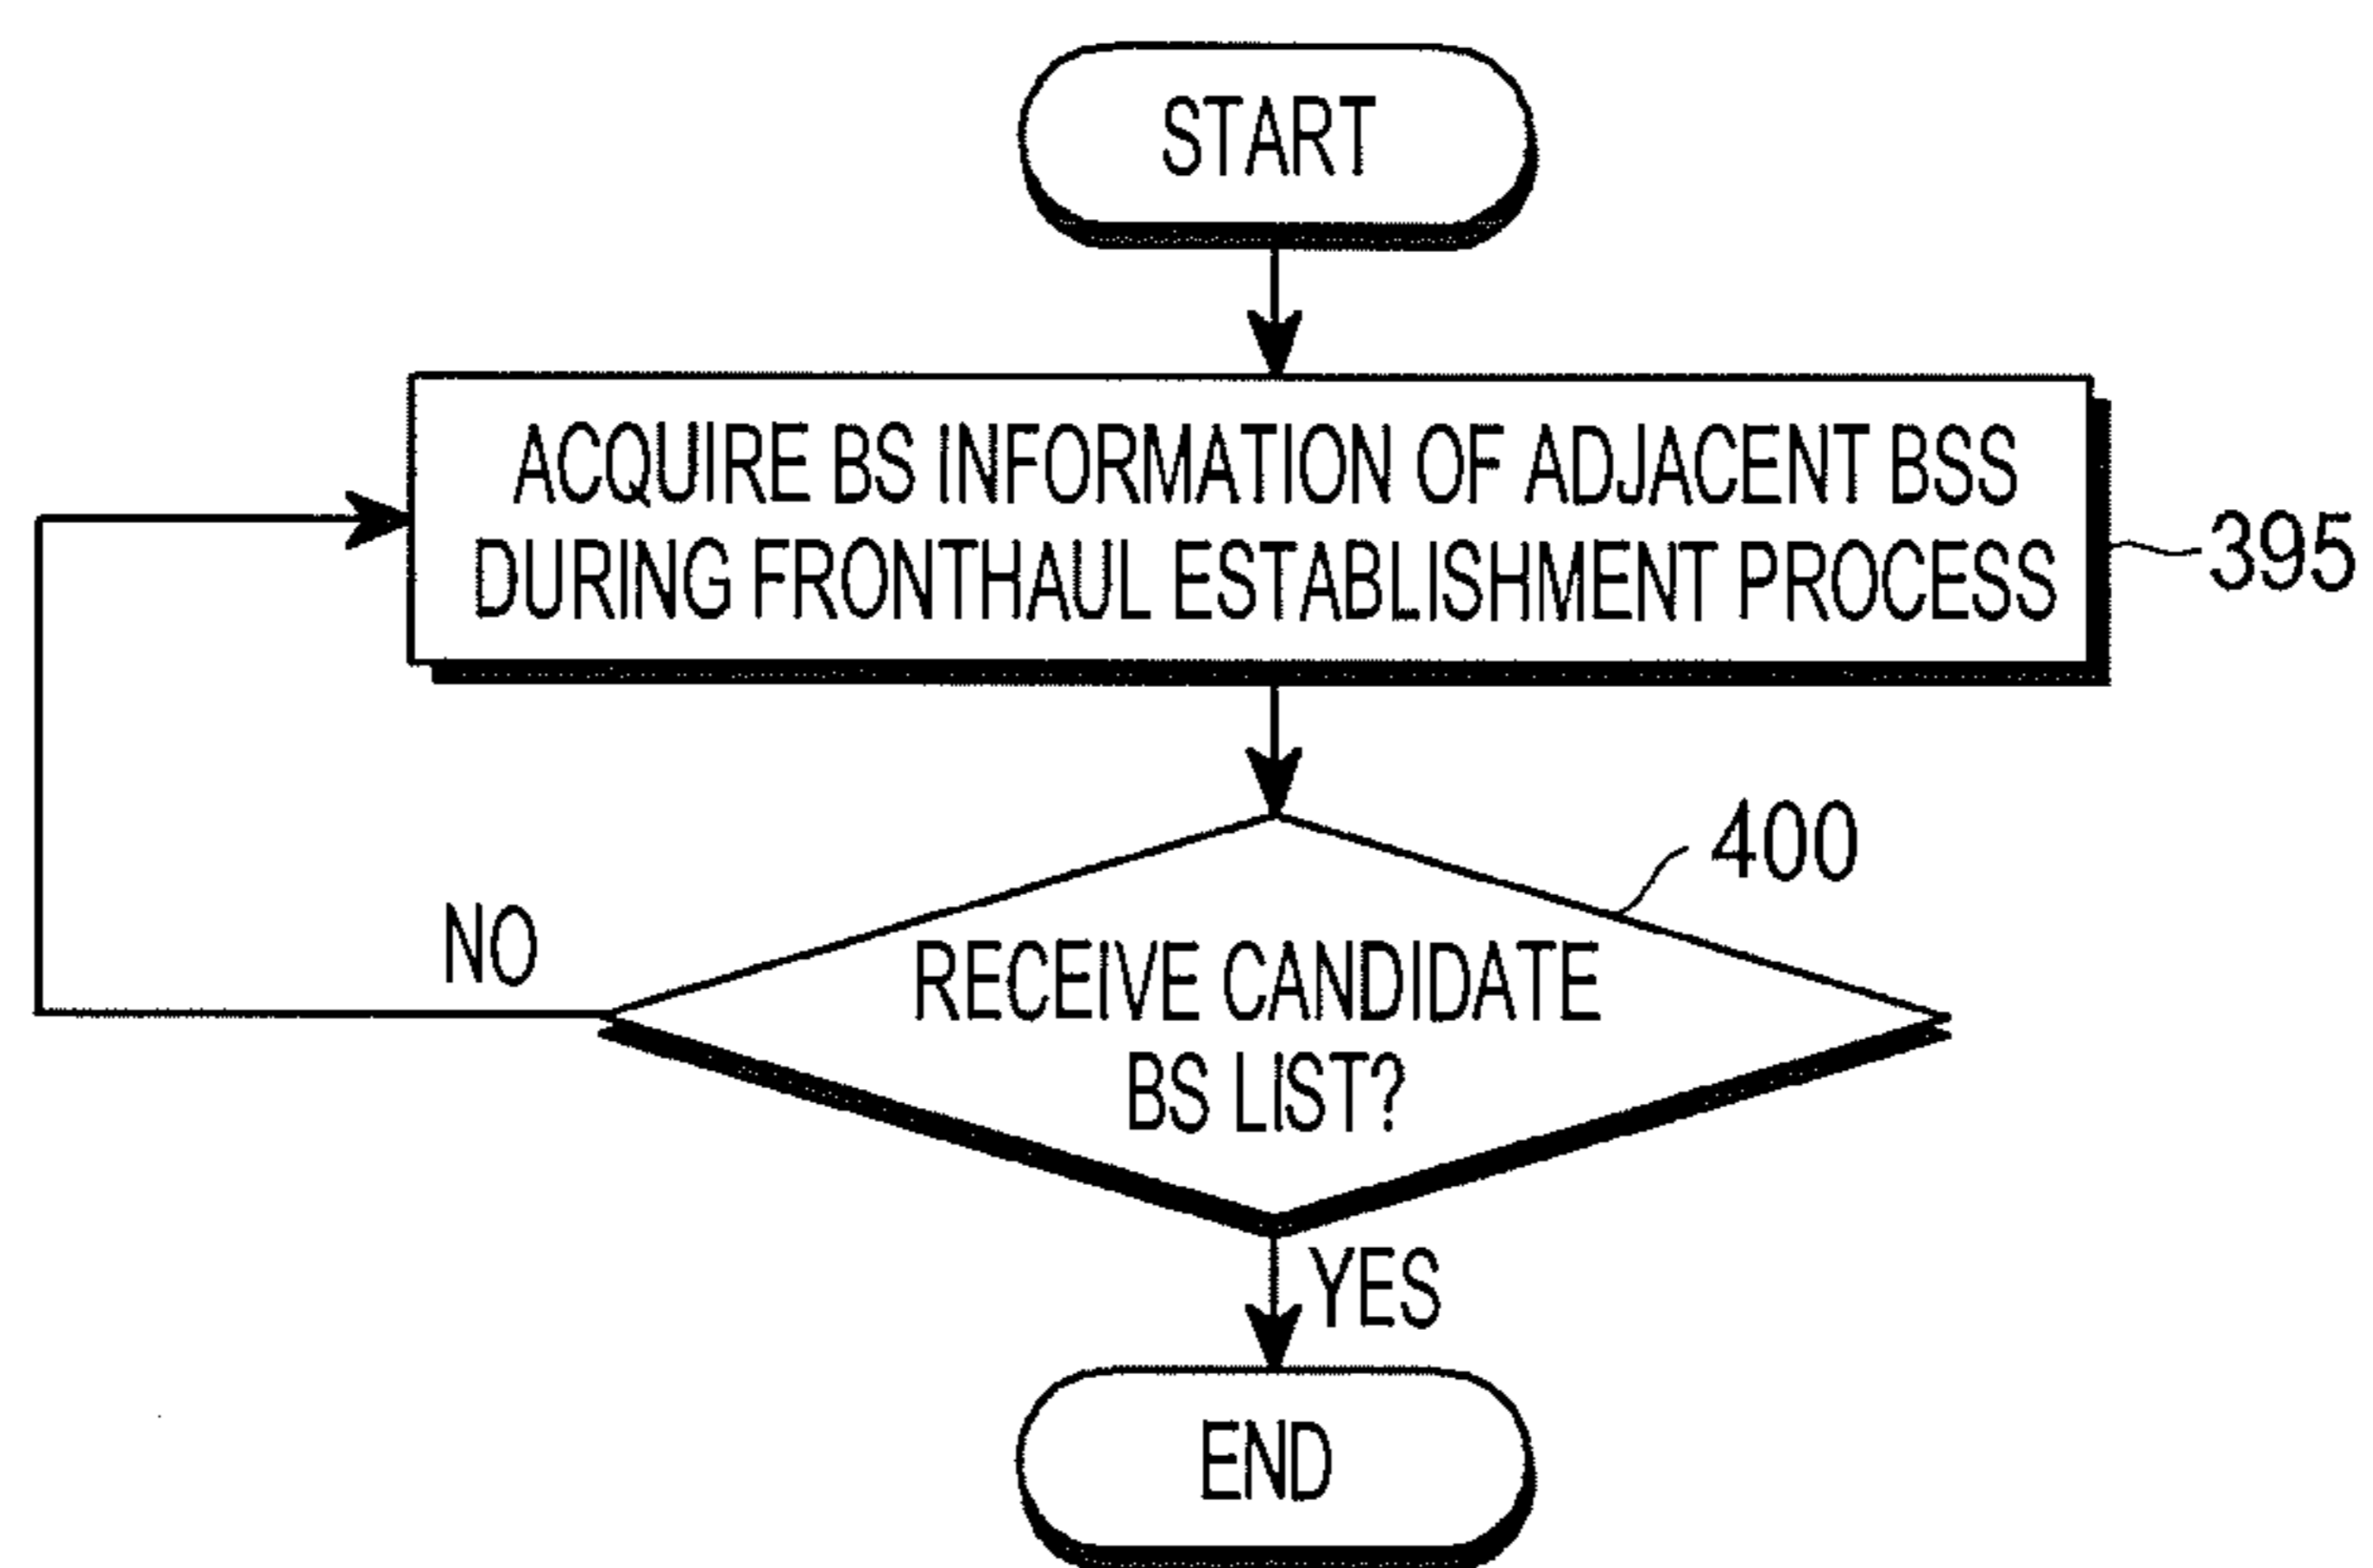 START
ACQUIRE BS INFORMATION OF ADJACENT BSS
DURING FRONTHAUL ESTABLISHMENT PROCESS
395
400
NO
RECEIVE CANDIDATE
BS LIST?
YES
END